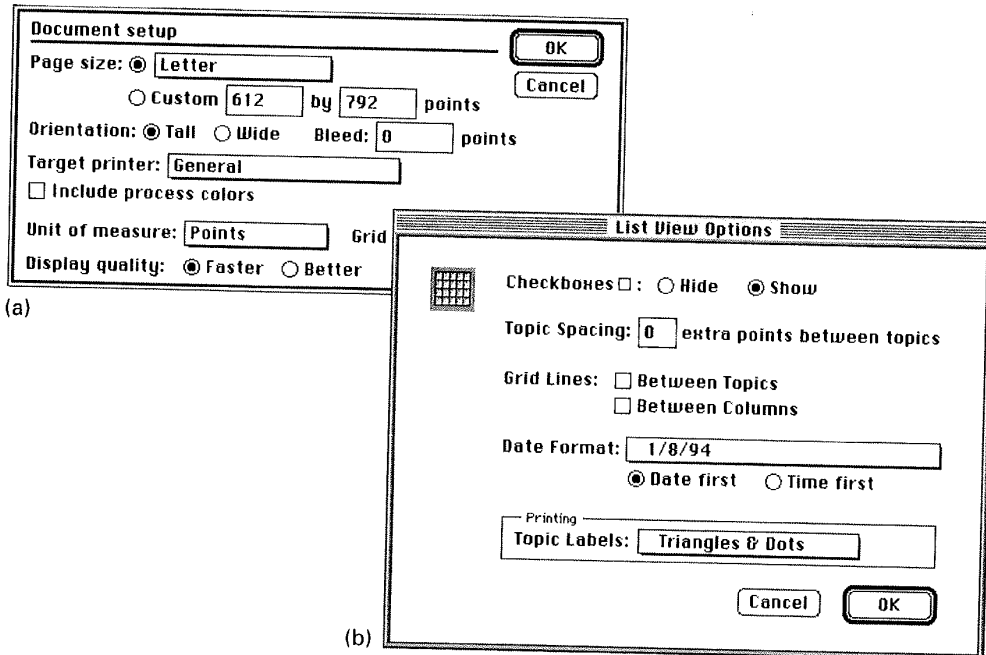 Document setup
OK
Page size: Letter
Cancel
Custom 612 by 792 points
Orientation: Tall Wide Bleed: 0 points
Target printer: General
Include process colors
Unit of measure: Points Grid
Display quality: Faster Better
(a)
List View Options
Checkboxes : Hide Show
Topic Spacing: 0 extra points between topics
Grid Lines: Between Topics
Between Columns
Date Format: 1/8/94
Date first Time first
Printing
Topic Labels: Triangles & Dots
Cancel OK
(b)